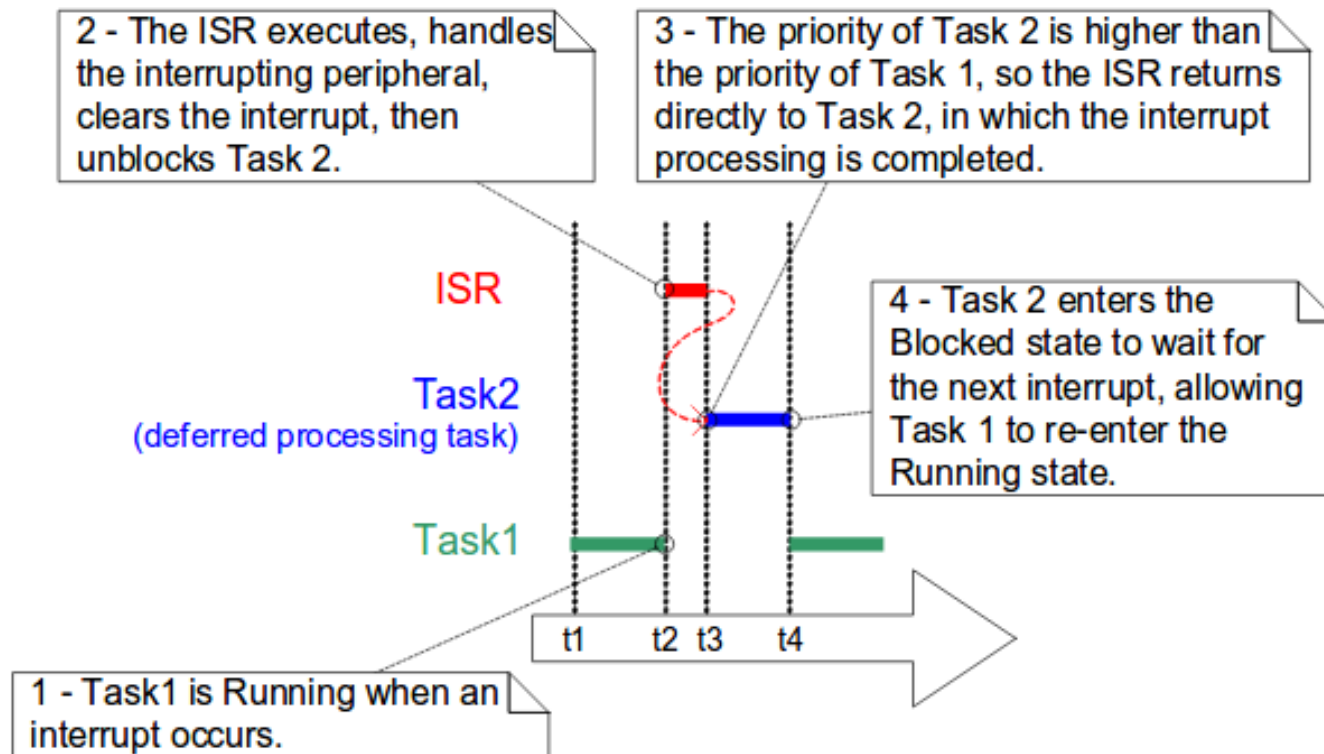 2 - The ISR executes, handles
the interrupting peripheral,
clears the interrupt, then
unblocks Task 2.
3 - The priority of Task 2 is higher than
the priority of Task 1, so the ISR returns
directly to Task 2, in which the interrupt
processing is completed.
ISR
4 - Task 2 enters the
Blocked state to wait for
the next interrupt, allowing
Task 1 to re-enter the
Running state.
Task2
(deferred processing task)
Task1
t1 t2 t3 t4
1 - Task1 is Running when an
interrupt occurs.